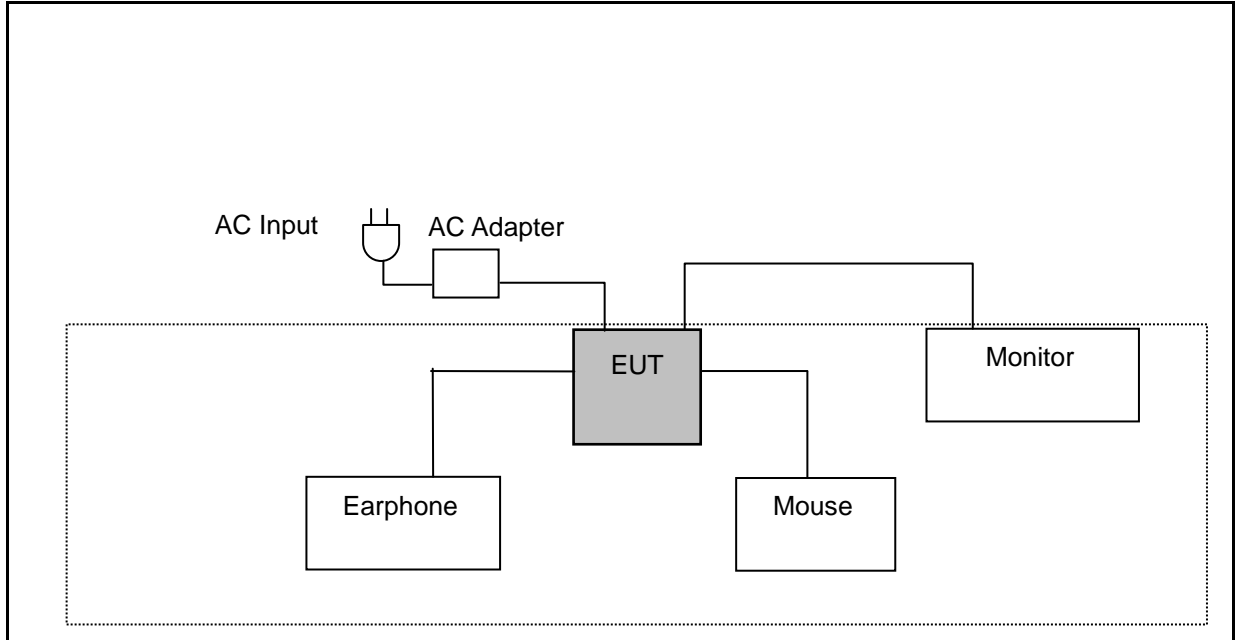 AC Input
AC Adapter
EUT
Monitor
Earphone
Mouse